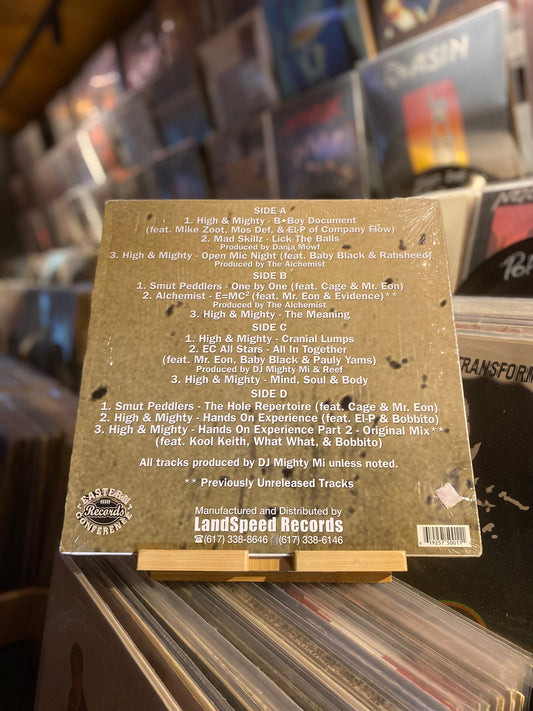 ASIN
TRANSFORM
SIDE A
1. High & Mighty - B-Boy Document
(feat. Mike Zoot, Mos Def, & El-P of Company Flow)
2. Mad Skillz - Lick The Balls
Produced by Danja Mowf
3. High & Mighty - Open Mic Night (feat. Baby Black & Rahsheed)
Produced by The Alchemist
SIDE B
1. Smut Peddlers - One by One (feat. Cage & Mr. Eon)
2. Alchemist - E=MC² (feat. Mr. Eon & Evidence)**
Produced by The Alchemist
3. High & Mighty - The Meaning
SIDE C
1. High & Mighty - Cranial Lumps
2. EC All Stars - All In Together
(feat. Mr. Eon, Baby Black & Pauly Yams)
Produced by DJ Mighty Mi & Reef
3. High & Mighty - Mind, Soul & Body
SIDE D
1. Smut Peddlers - The Hole Repertoire (feat. Cage & Mr. Eon)
2. High & Mighty - Hands On Experience (feat. El-P & Bobbito)
3. High & Mighty - Hands On Experience Part 2 - Original Mix**
(feat. Kool Keith, What What, & Bobbito)
All tracks produced by DJ Mighty Mi unless noted.
** Previously Unreleased Tracks
EASTERN
Records
CONFERENCE
Manufactured and Distributed by
LandSpeed Records
☎(617) 338-8646 (617) 338-6146